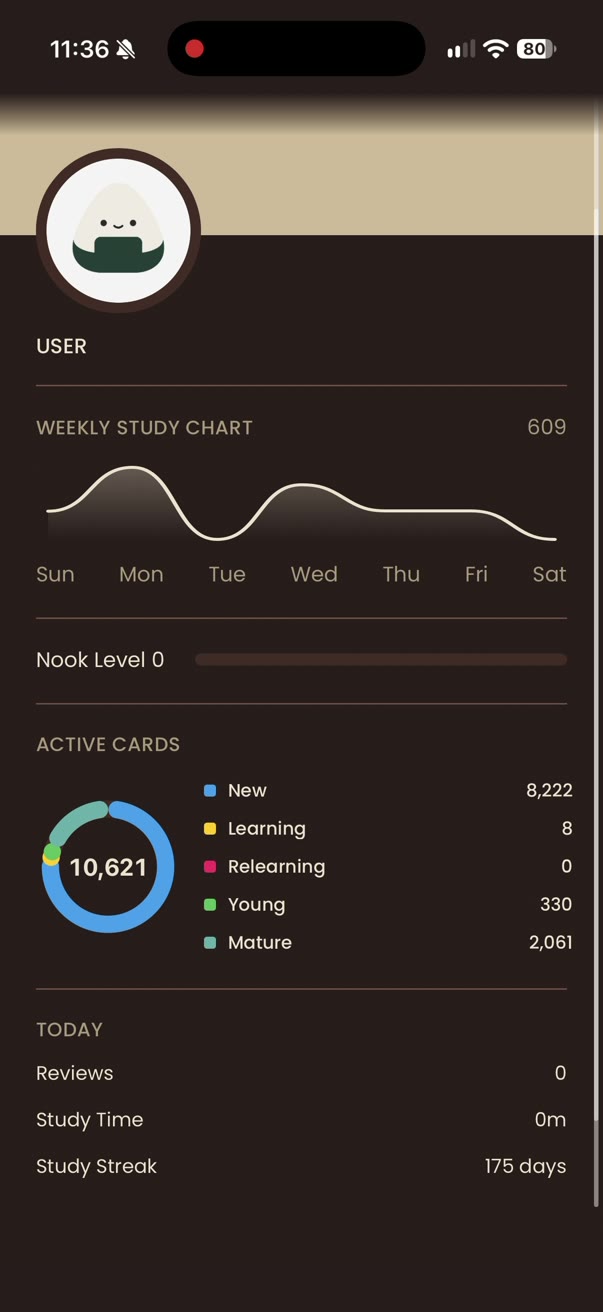 11:36
80
USER
WEEKLY STUDY CHART 609
Sun Mon Tue Wed Thu Fri Sat
Nook Level 0
ACTIVE CARDS
10,621
New 8,222
Learning 8
Relearning 0
Young 330
Mature 2,061
TODAY
Reviews 0
Study Time 0m
Study Streak 175 days